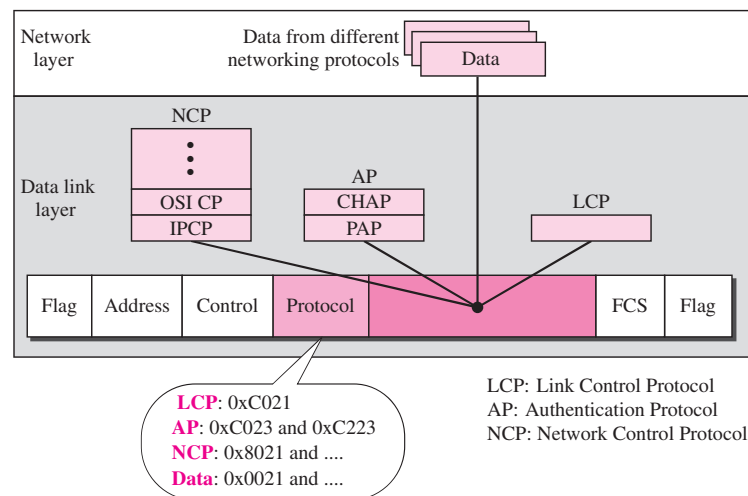 Network
layer
Data from different
networking protocols
Data
NCP
Data link
layer
OSI CP
IPCP
AP
CHAP
PAP
LCP
Flag
Address
Control
Protocol
FCS
Flag
LCP: 0xC021
AP: 0xC023 and 0xC223
NCP: 0x8021 and ....
Data: 0x0021 and ....
LCP: Link Control Protocol
AP: Authentication Protocol
NCP: Network Control Protocol